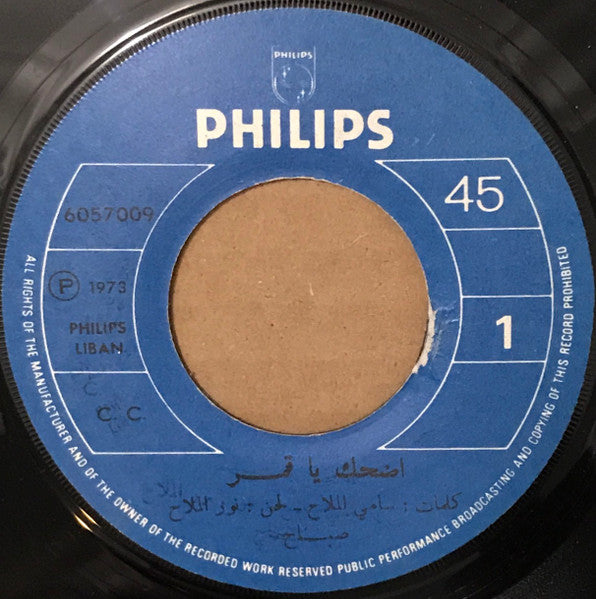 PHILIPS
PHILIPS
6057009
45
Ⓟ 1973
PHILIPS
LIBAN
1
C. C.
اضحك يا قمر
كلمات : سامي الملاح - لحن : نور الملاح
صباح
ALL RIGHTS OF THE MANUFACTURER AND OF THE OWNER OF THE RECORDED WORK RESERVED PUBLIC PERFORMANCE BROADCASTING AND COPYING OF THIS RECORD PROHIBITED